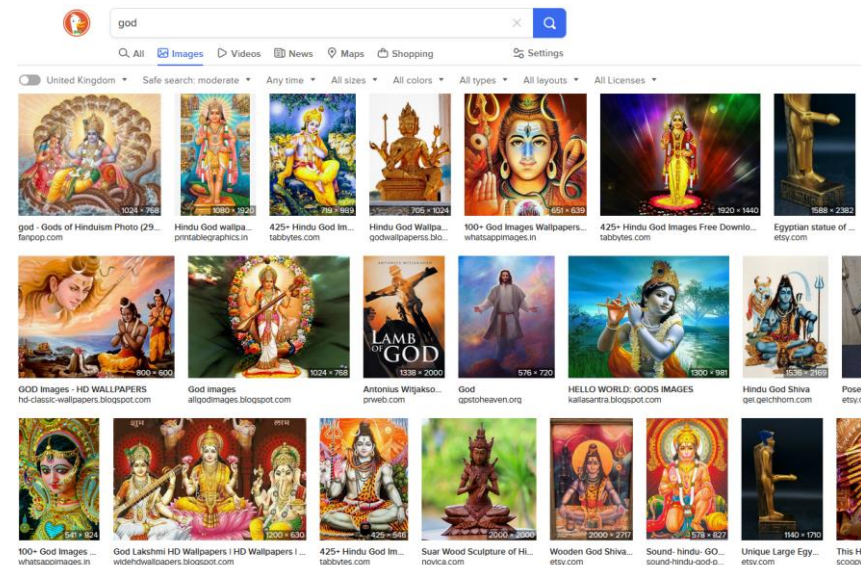 god
All Images Videos News Maps Shopping Settings
United Kingdom Safe search: moderate Any time All sizes All colors All types All layouts All Licenses
1024 × 768
1080 × 1920
719 × 989
705 × 1024
651 × 639
1920 × 1440
1588 × 2382
god - Gods of Hinduism Photo (29...
fanpop.com
Hindu God wallpa...
printablegraphics.in
425+ Hindu God Im...
tabbytes.com
Hindu God Wallpa...
godwallpaperss.blo...
100+ God Images Wallpapers...
whatsappimages.in
425+ Hindu God Images Free Downlo...
tabbytes.com
Egyptian statue of ...
etsy.com
800 × 600
1024 × 768
LAMB
OF GOD
1338 × 2000
576 × 720
1300 × 981
1536 × 2169
GOD Images - HD WALLPAPERS
hd-classic-wallpapers.blogspot.com
God images
allgodimages.blogspot.com
Antonius Witjakso...
prweb.com
God
gpstoheaven.org
HELLO WORLD: GODS IMAGES
kallasantra.blogspot.com
Hindu God Shiva
gel.geichhorn.com
Pose
etsy.c
शुभ
लाभ
541 × 824
1200 × 630
425 × 546
2000 × 2000
2000 × 2717
578 × 827
1140 × 1710
100+ God Images ...
whatsappimages.in
God Lakshmi HD Wallpapers | HD Wallpapers | ...
widehdwallpapers.blogspot.com
425+ Hindu God Im...
tabbytes.com
Suar Wood Sculpture of Hi...
novica.com
Wooden God Shiva...
etsy.com
Sound- hindu- GO...
sound-hindu-god-p...
Unique Large Egy...
etsy.com
This H
scoop